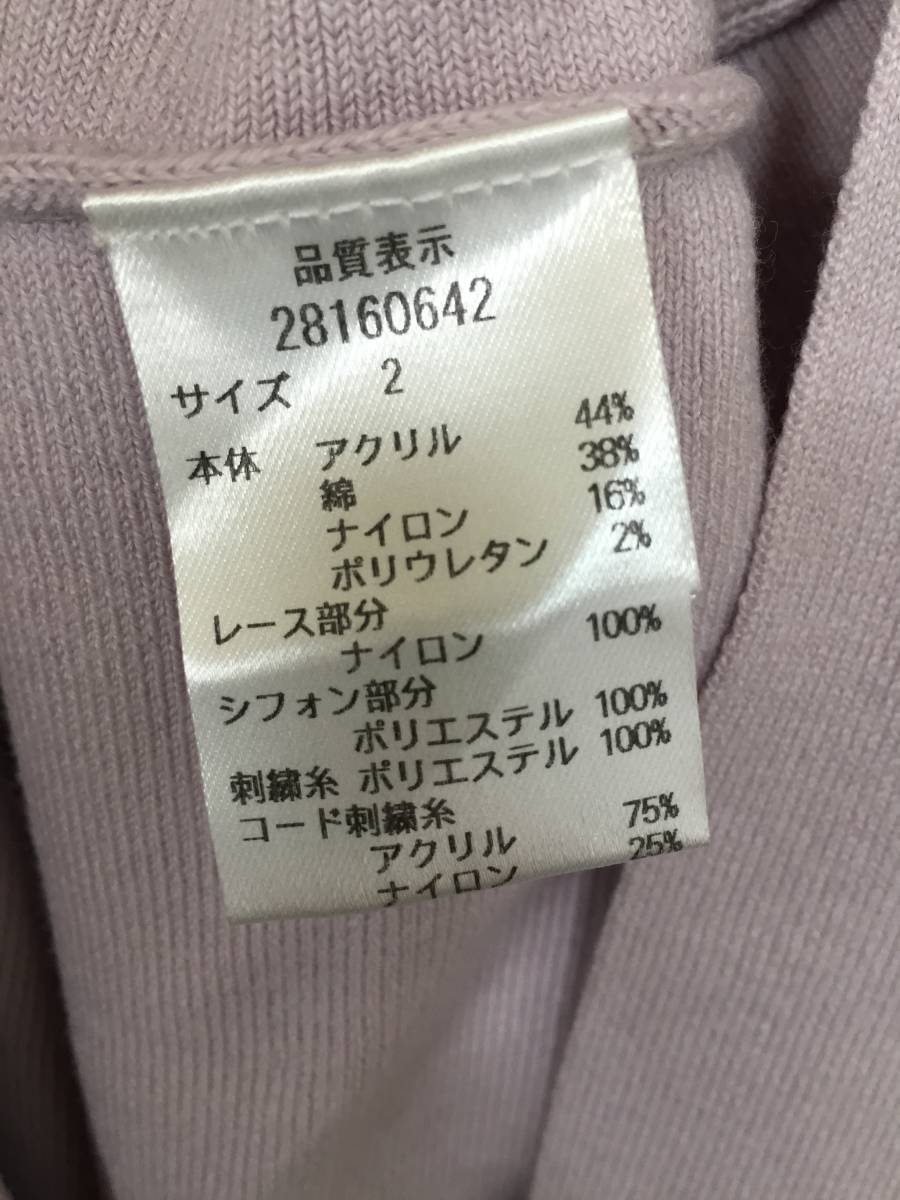 品質表示
28160642
サイズ 2
本体 アクリル 44%
綿 38%
ナイロン 16%
ポリウレタン 2%
レース部分
ナイロン 100%
シフォン部分
ポリエステル 100%
刺繍糸 ポリエステル 100%
コード刺繍糸
アクリル 75%
ナイロン 25%